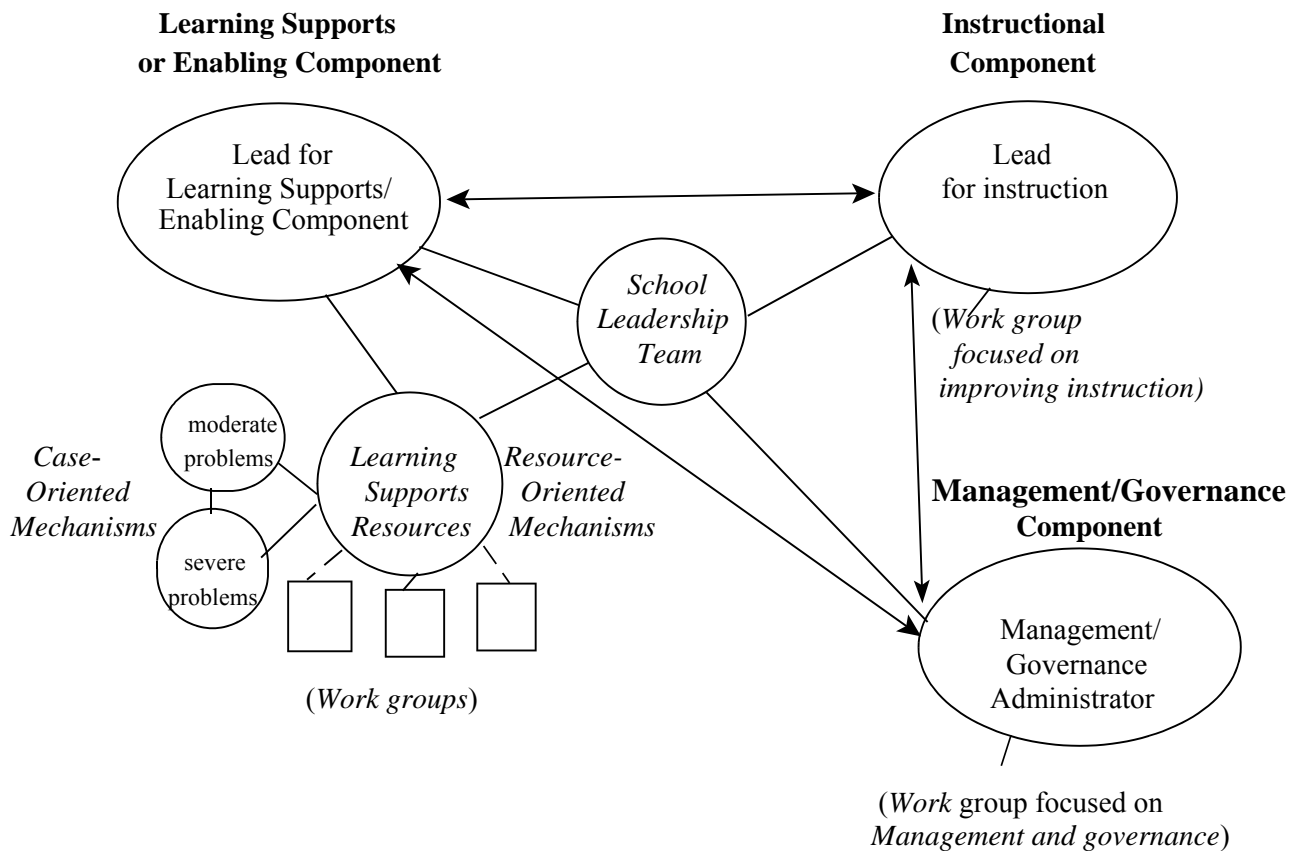 Learning Supports
or Enabling Component
Instructional
Component
Lead for
Learning Supports/
Enabling Component
Lead
for instruction
School
Leadership
Team
(Work group
focused on
improving instruction)
moderate
problems
Case-
Oriented
Mechanisms
severe
problems
Learning
Supports
Resources
Resource-
Oriented
Mechanisms
(Work groups)
Management/Governance
Component
Management/
Governance
Administrator
(Work group focused on
Management and governance)